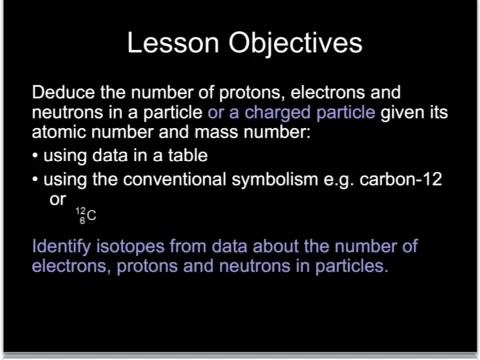 Lesson Objectives
Deduce the number of protons, electrons and
neutrons in a particle or a charged particle given its
atomic number and mass number:
• using data in a table
• using the conventional symbolism e.g. carbon-12
or
¹²₆C
Identify isotopes from data about the number of
electrons, protons and neutrons in particles.